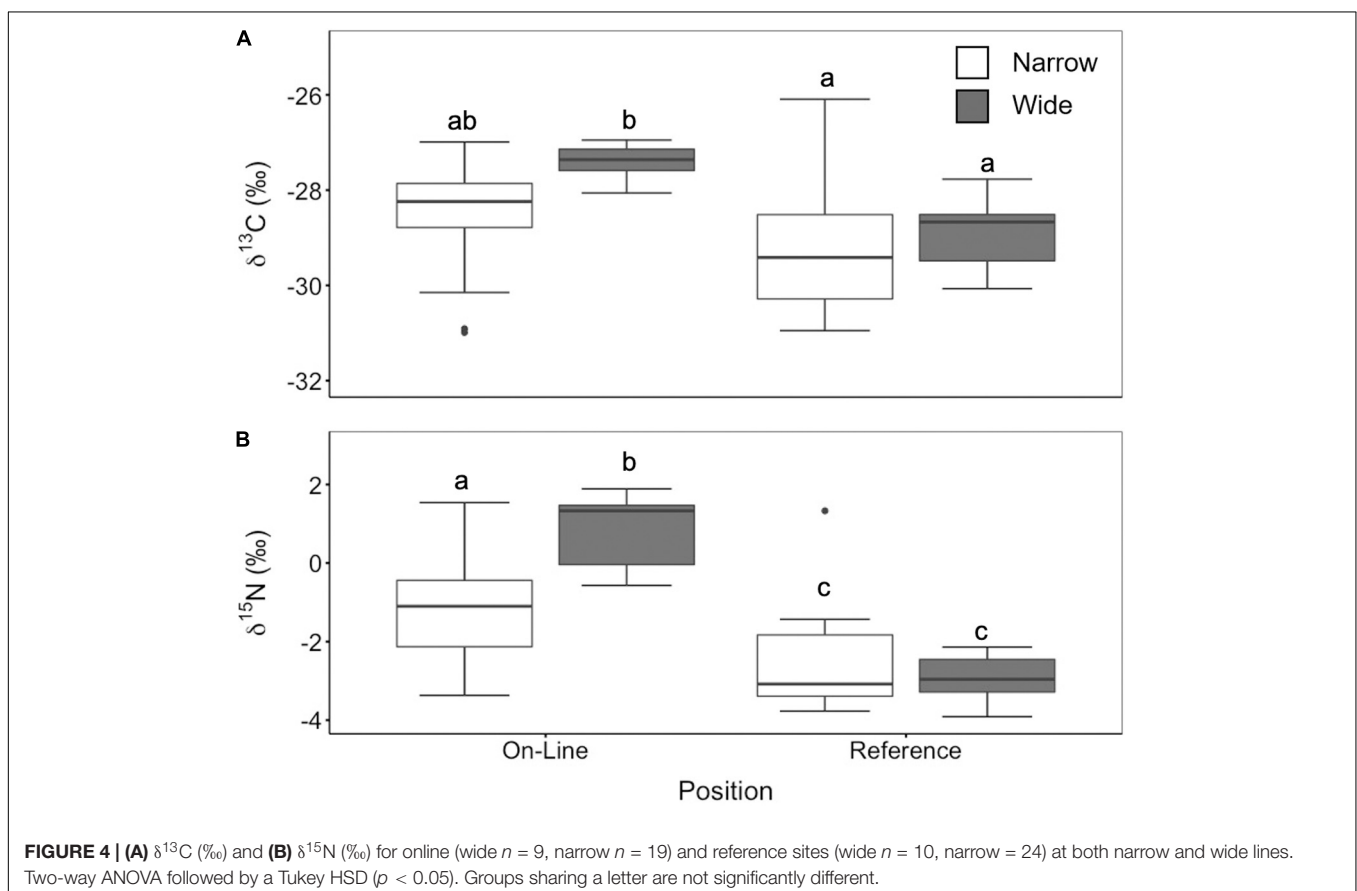 A
Narrow
Wide
ab
b
a
a
-26
-28
-30
-32
δ13C (‰)
B
a
b
c
c
2
0
-2
-4
δ15N (‰)
On-Line
Reference
Position
FIGURE 4 | (A) δ13C (‰) and (B) δ15N (‰) for online (wide n = 9, narrow n = 19) and reference sites (wide n = 10, narrow = 24) at both narrow and wide lines.
Two-way ANOVA followed by a Tukey HSD (p < 0.05). Groups sharing a letter are not significantly different.